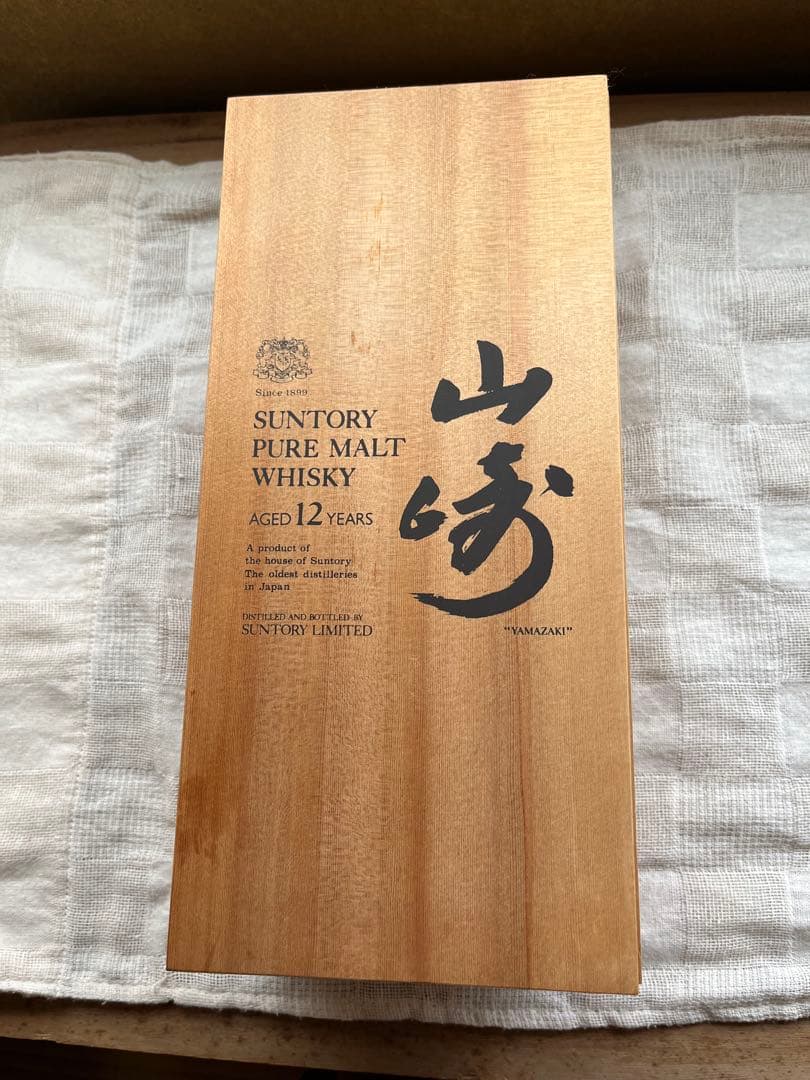 Since 1899
SUNTORY
PURE MALT
WHISKY
AGED 12 YEARS
A product of
the house of Suntory
The oldest distilleries
in Japan
DISTILLED AND BOTTLED BY
SUNTORY LIMITED
山崎
"YAMAZAKI"